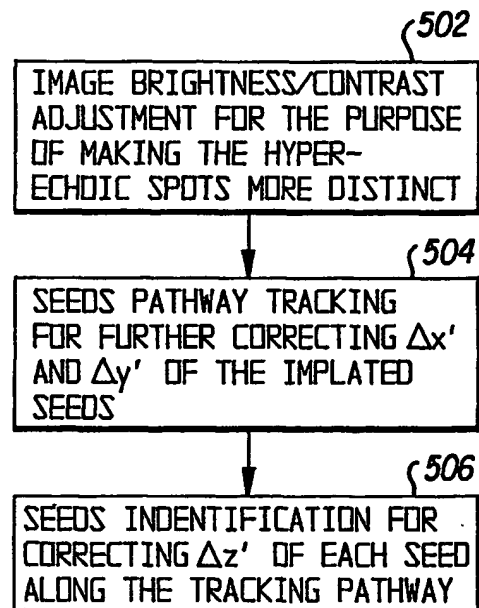 502
IMAGE BRIGHTNESS/CONTRAST
ADJUSTMENT FOR THE PURPOSE
OF MAKING THE HYPER-
ECHOIC SPOTS MORE DISTINCT
504
SEEDS PATHWAY TRACKING
FOR FURTHER CORRECTING Δx'
AND Δy' OF THE IMPLATED
SEEDS
506
SEEDS INDENTIFICATION FOR
CORRECTING Δz' OF EACH SEED
ALONG THE TRACKING PATHWAY